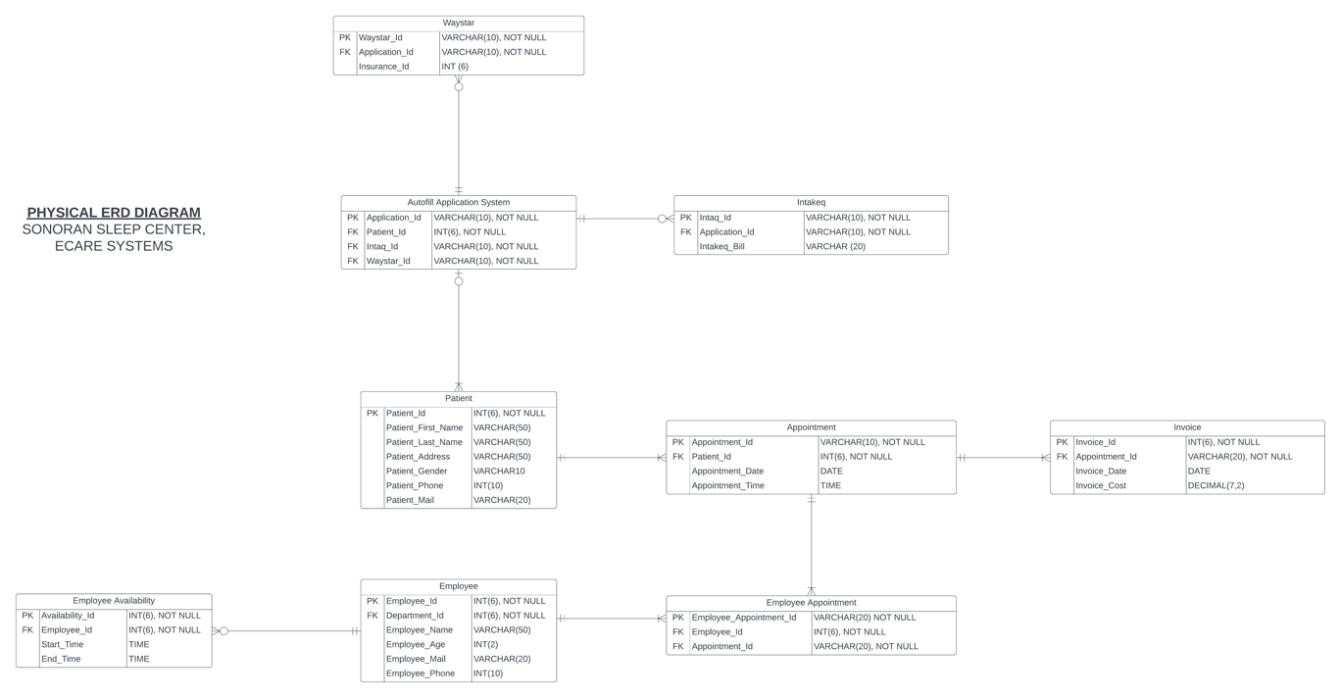 Waystar
PK Waystar_Id VARCHAR(10), NOT NULL
FK Application_Id VARCHAR(10), NOT NULL
Insurance_Id INT (6)
PHYSICAL ERD DIAGRAM
SONORAN SLEEP CENTER,
ECARE SYSTEMS
Autofill Application System
PK Application_Id VARCHAR(10), NOT NULL
FK Patient_Id INT(6), NOT NULL
FK Intaq_Id VARCHAR(10), NOT NULL
FK Waystar_Id VARCHAR(10), NOT NULL
Intakeq
PK Intaq_Id VARCHAR(10), NOT NULL
FK Application_Id VARCHAR(10), NOT NULL
Intakeq_Bill VARCHAR (20)
Patient
PK Patient_Id INT(6), NOT NULL
Patient_First_Name VARCHAR(50)
Patient_Last_Name VARCHAR(50)
Patient_Address VARCHAR(50)
Patient_Gender VARCHAR10
Patient_Phone INT(10)
Patient_Mail VARCHAR(20)
Appointment
PK Appointment_Id VARCHAR(10), NOT NULL
FK Patient_Id INT(6), NOT NULL
Appointment_Date DATE
Appointment_Time TIME
Invoice
PK Invoice_Id INT(6), NOT NULL
FK Appointment_Id VARCHAR(20), NOT NULL
Invoice_Date DATE
Invoice_Cost DECIMAL(7,2)
Employee Availability
PK Availability_Id INT(6), NOT NULL
FK Employee_Id INT(6), NOT NULL
Start_Time TIME
End_Time TIME
Employee
PK Employee_Id INT(6), NOT NULL
FK Department_Id INT(6), NOT NULL
Employee_Name VARCHAR(50)
Employee_Age INT(2)
Employee_Mail VARCHAR(20)
Employee_Phone INT(10)
Employee Appointment
PK Employee_Appointment_Id VARCHAR(20) NOT NULL
FK Employee_Id INT(6), NOT NULL
FK Appointment_Id VARCHAR(20), NOT NULL